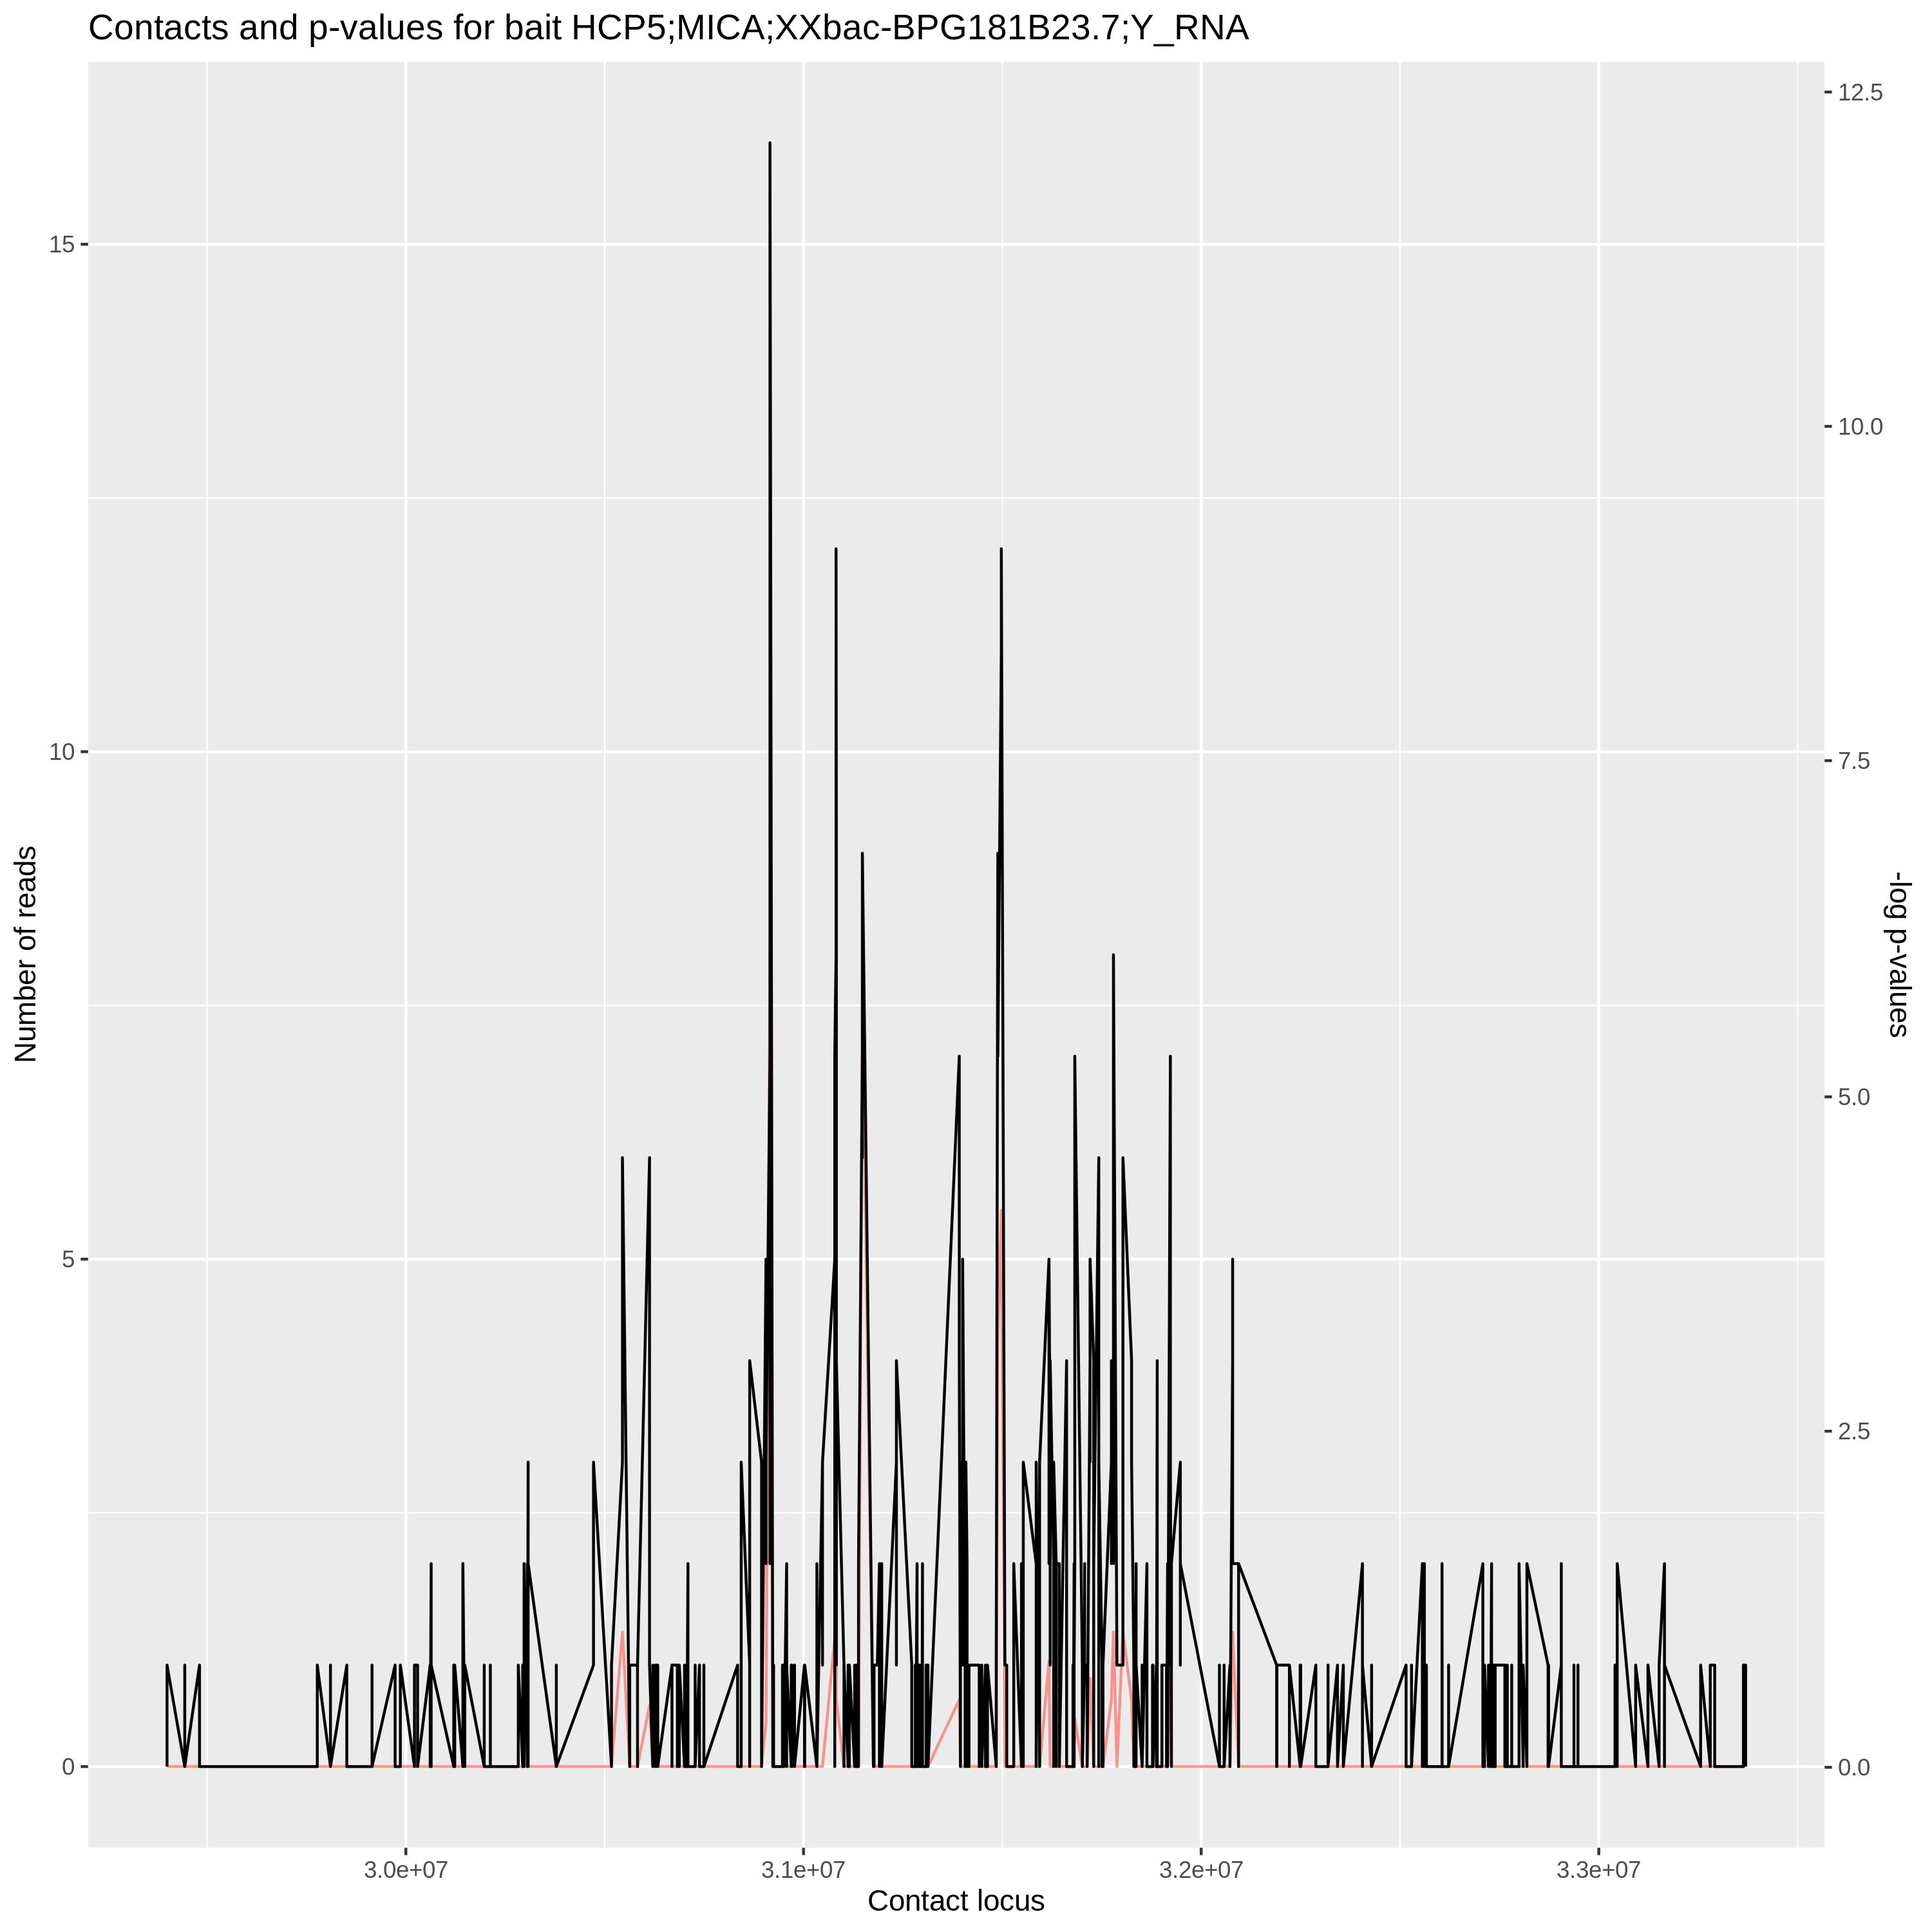 Contacts and p-values for bait HCP5;MICA;XXbac-BPG181B23.7;Y_RNA
12.5
15
10.0
10
7.5
Number of reads
-log p-values
5.0
5
2.5
0
0.0
3.0e+07
3.1e+07
3.2e+07
3.3e+07
Contact locus